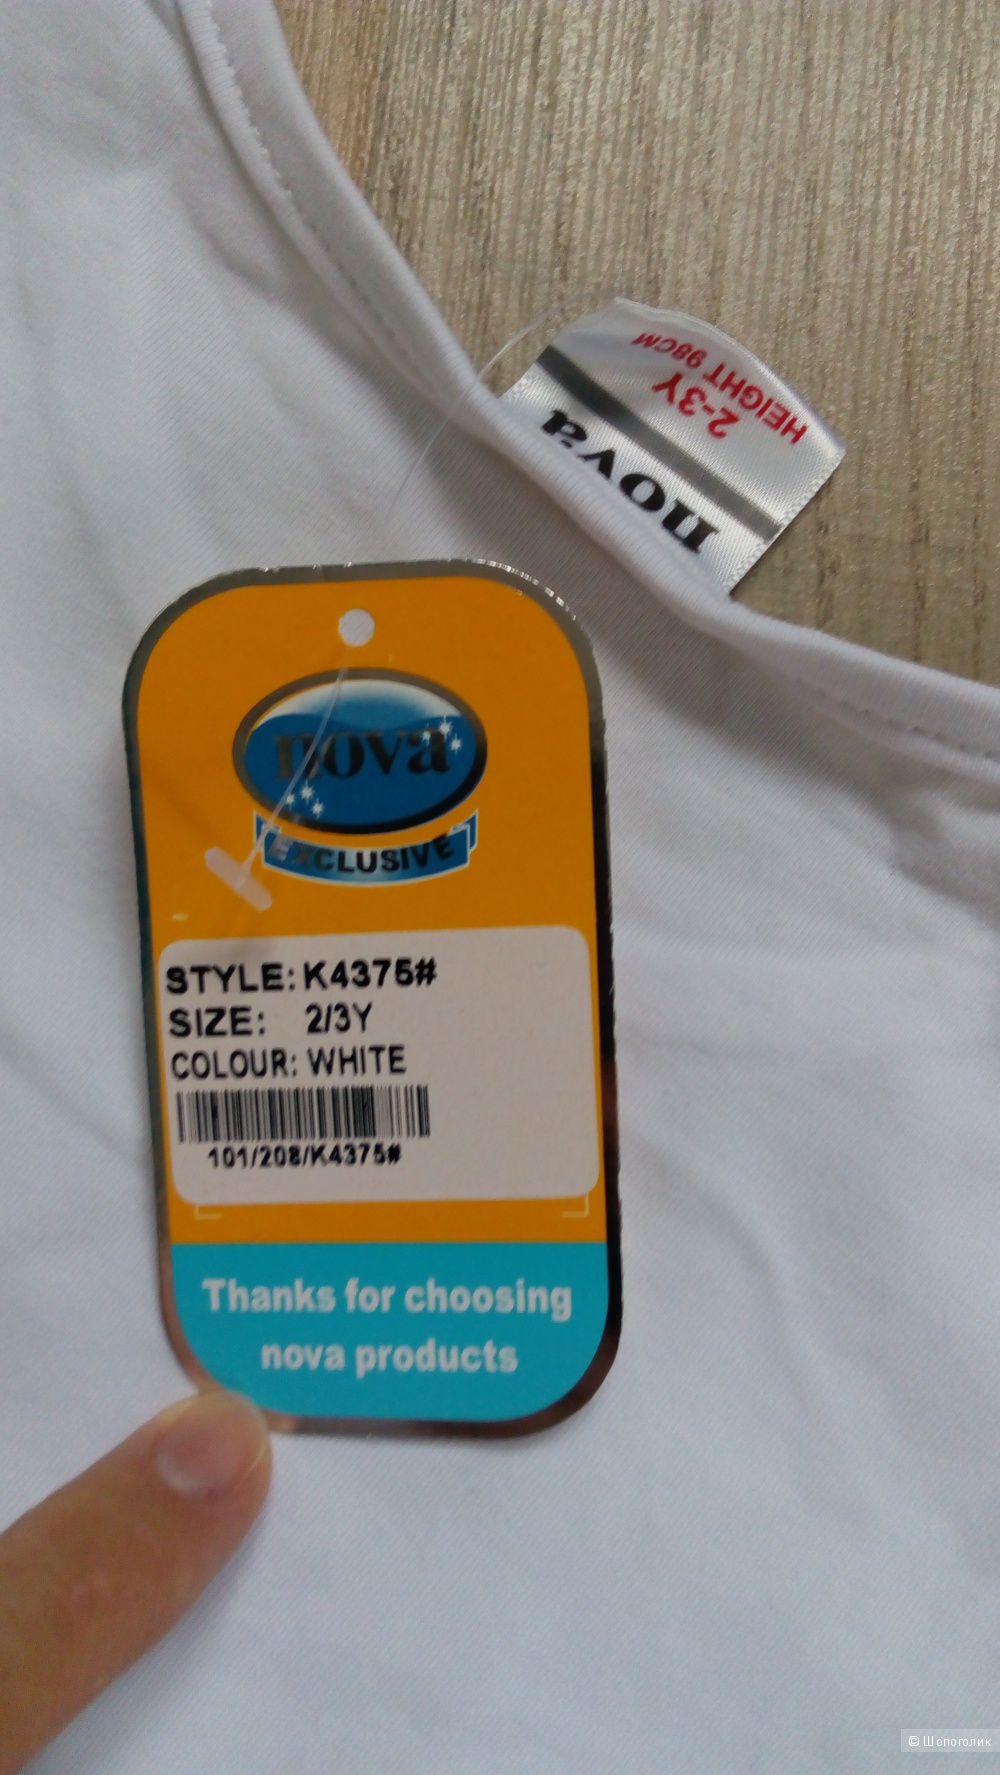 nova
2-3Y
HEIGHT 98CM
nova
EXCLUSIVE
STYLE: K4375#
SIZE: 2/3Y
COLOUR: WHITE
101/208/K4375#
Thanks for choosing
nova products
© Шопоголик